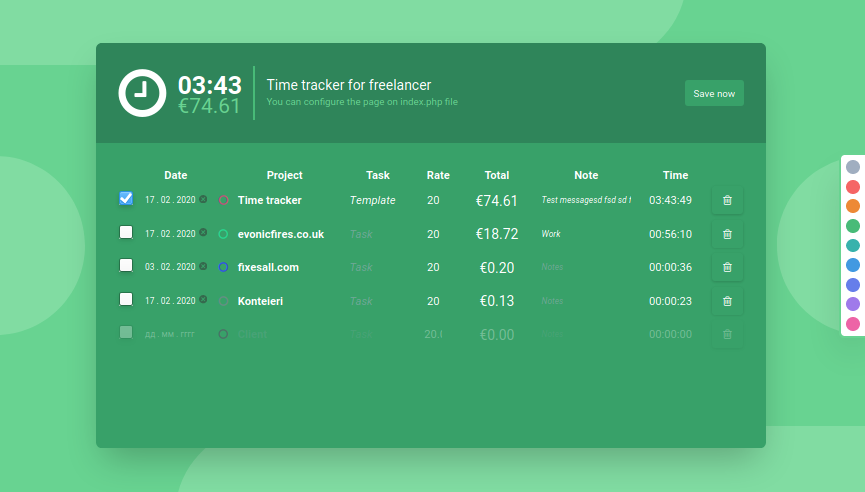 03:43
€74.61
Time tracker for freelancer
You can configure the page on index.php file
Save now
Date Project Task Rate Total Note Time
17.02.2020 Time tracker Template 20 €74.61 Test messagesd fsd sd f 03:43:49
17.02.2020 evonicfires.co.uk Task 20 €18.72 Work 00:56:10
03.02.2020 fixesall.com Task 20 €0.20 Notes 00:00:36
17.02.2020 Konteieri Task 20 €0.13 Notes 00:00:23
дд.мм.гггг Client Task 20.( €0.00 Notes 00:00:00